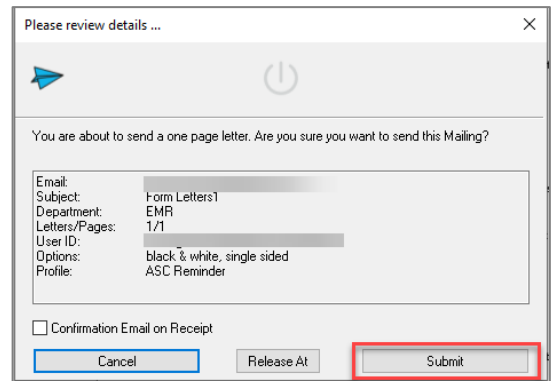 Please review details ...
You are about to send a one page letter. Are you sure you want to send this Mailing?
Email:
Subject: Form Letters1
Department: EMR
Letters/Pages: 1/1
User ID:
Options: black & white, single sided
Profile: ASC Reminder
Confirmation Email on Receipt
Cancel Release At Submit